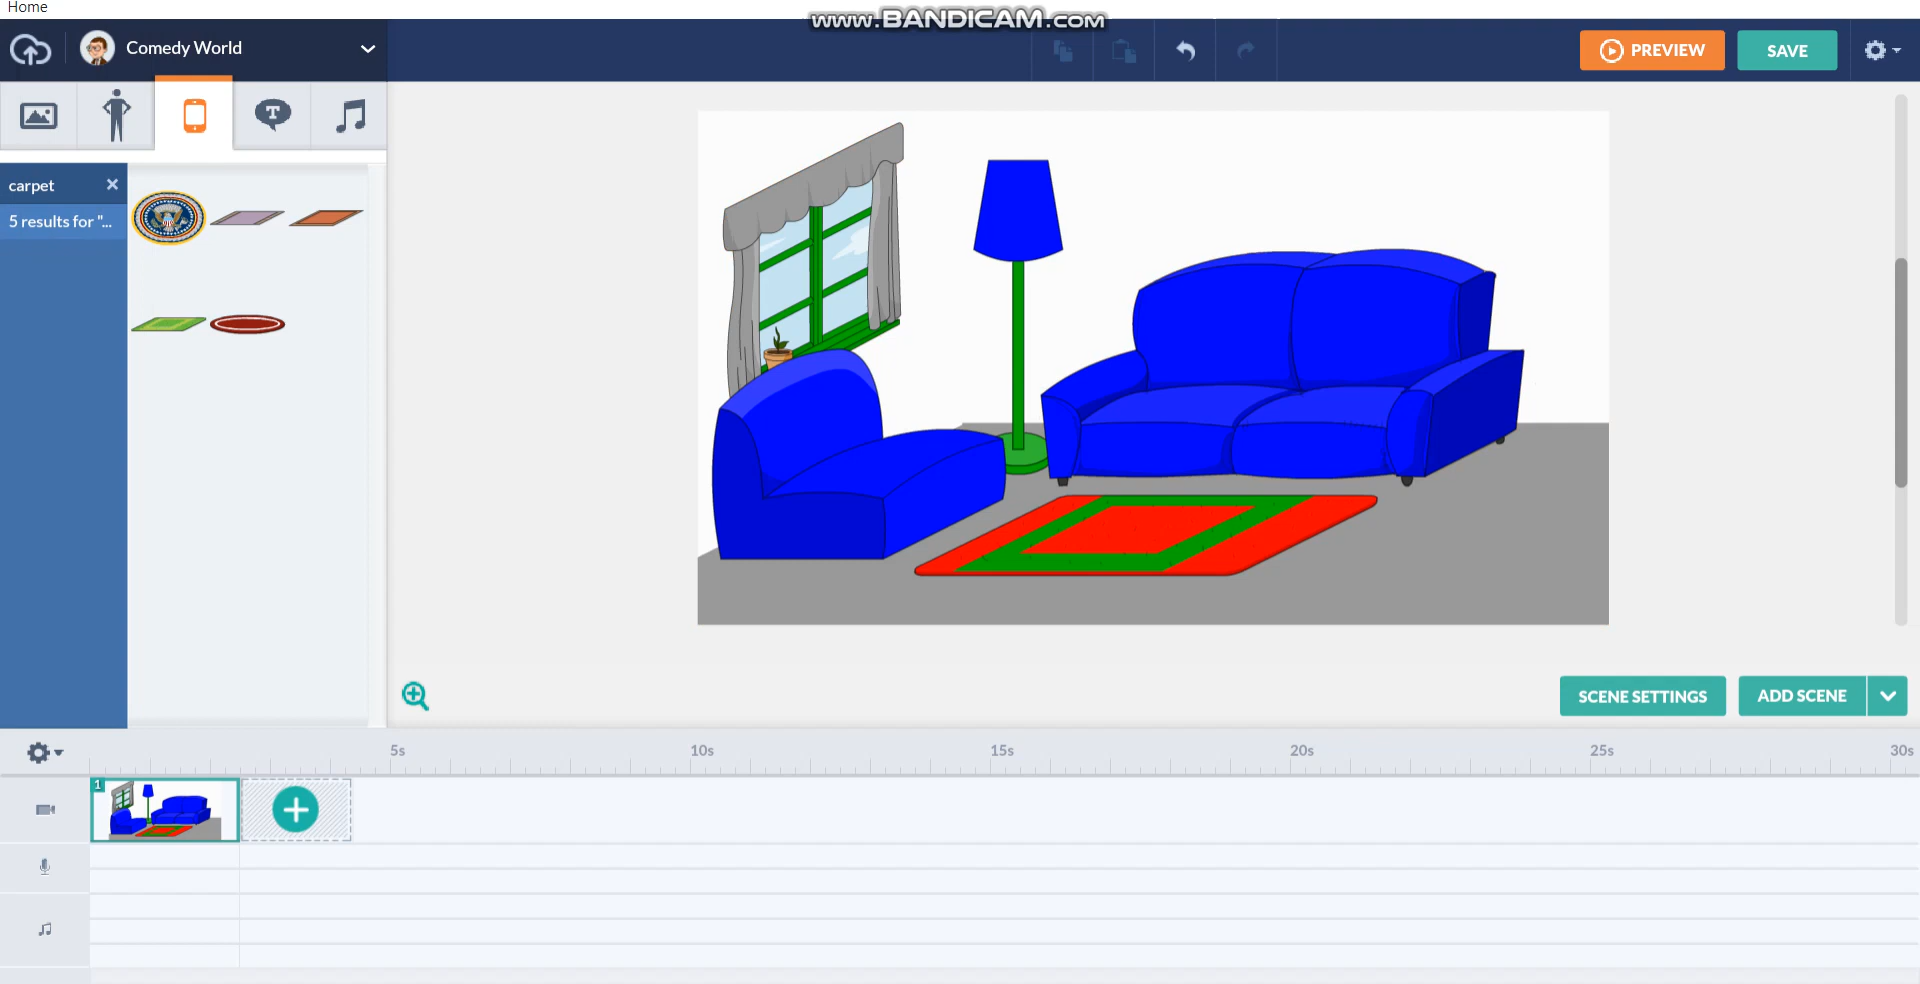 Home
www.BANDICAM.COM
Comedy World
PREVIEW
SAVE
T
carpet
5 results for "...
SCENE SETTINGS
ADD SCENE
5s
10s
15s
20s
25s
30s
1